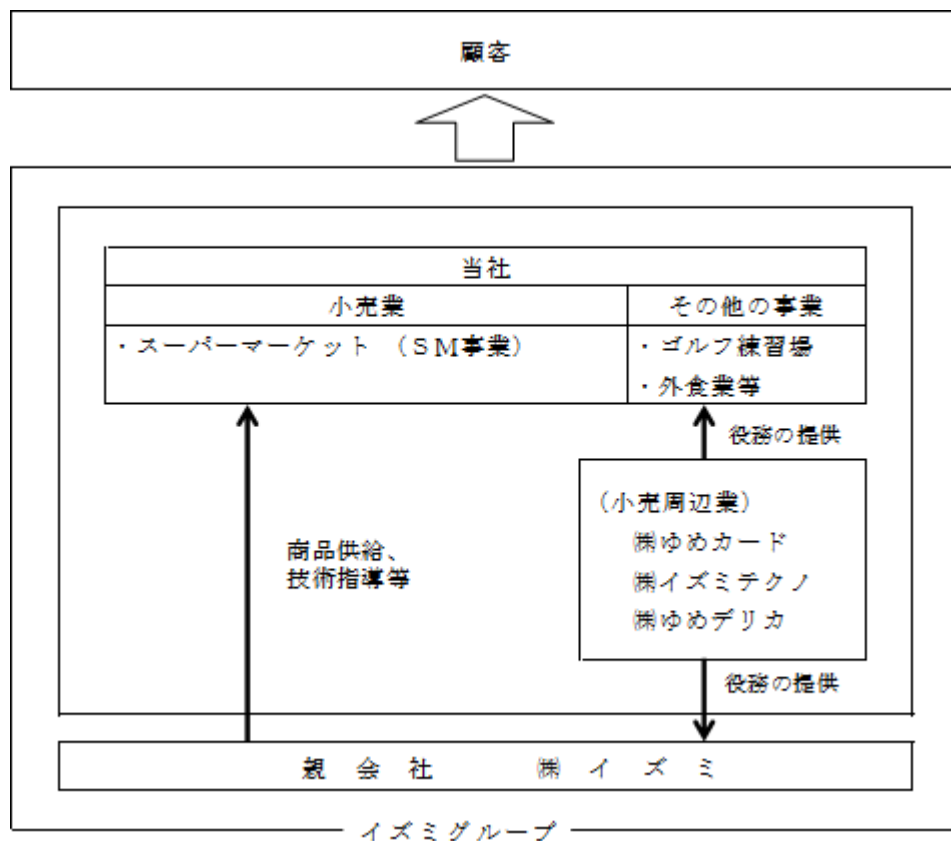 顧客
当社
小売業
その他の事業
・スーパーマーケット （ＳＭ事業）
・ゴルフ練習場
・外食業等
役務の提供
（小売周辺業）
㈱ゆめカード
㈱イズミテクノ
㈱ゆめデリカ
商品供給、
技術指導等
役務の提供
親 会 社 ㈱ イ ズ ミ
イズミグループ